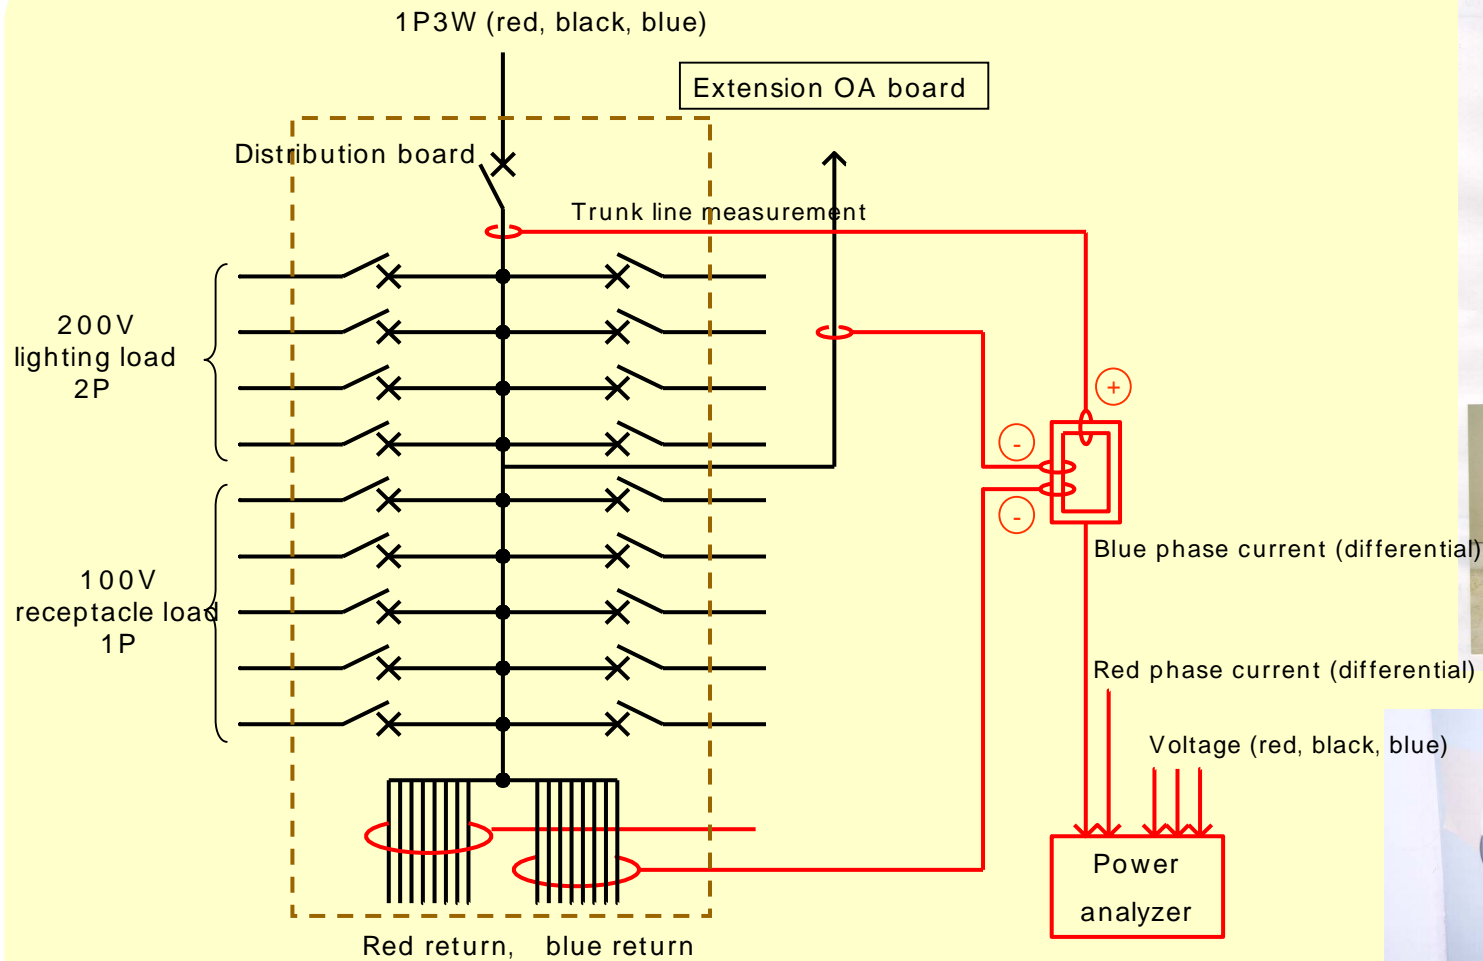 1P3W (red, black, blue)
Extension OA board
Distribution board
Trunk line measurement
200V
lighting load
2P
+
-
-
Blue phase current (differential)
100V
receptacle load
1P
Red phase current (differential)
Voltage (red, black, blue)
Power
analyzer
Red return, blue return